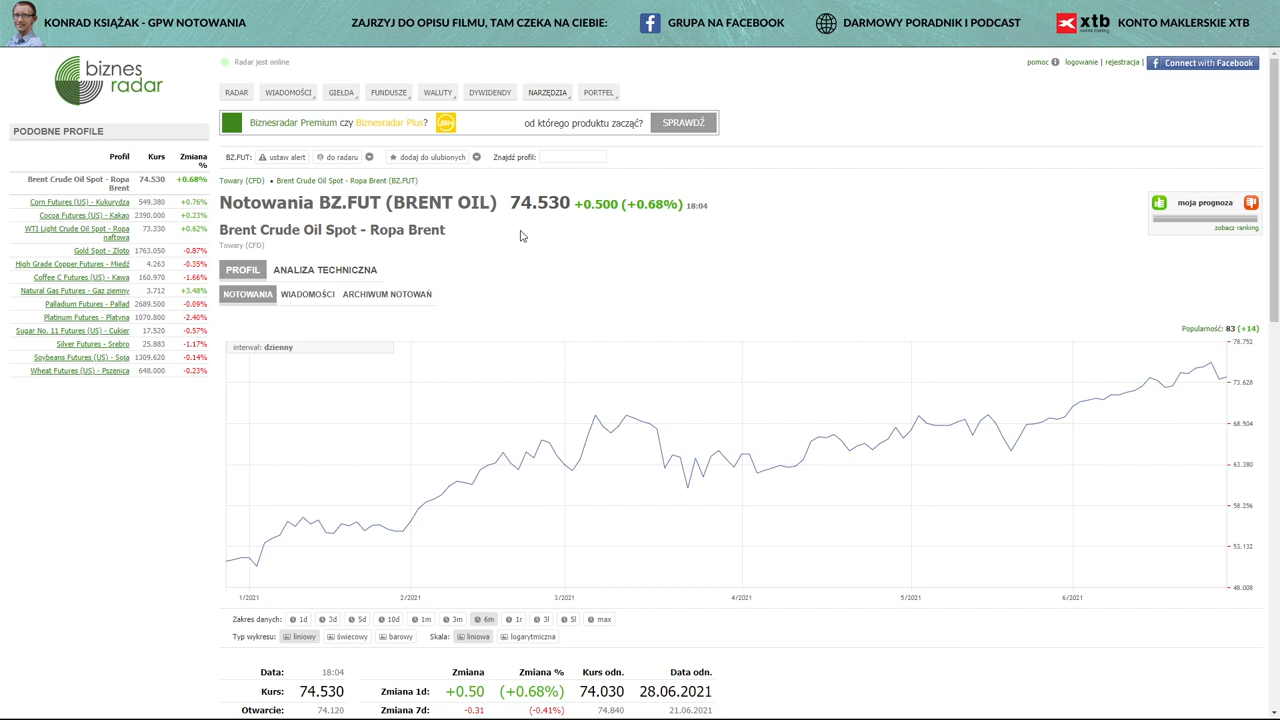 KONRAD KSIĄŻAK - GPW NOTOWANIA
ZAJRZYJ DO OPISU FILMU, TAM CZEKA NA CIEBIE:
GRUPA NA FACEBOOK
DARMOWY PORADNIK I PODCAST
xtb online trading
KONTO MAKLERSKIE XTB
biznes radar
Radar jest online
pomoc
logowanie | rejestracja |
Connect with Facebook
RADAR WIADOMOŚCI GIEŁDA FUNDUSZE WALUTY DYWIDENDY NARZĘDZIA PORTFEL
Biznesradar Premium czy Biznesradar Plus? od którego produktu zacząć? SPRAWDŹ
PODOBNE PROFILE
Profil Kurs Zmiana %
Brent Crude Oil Spot - Ropa Brent 74.530 +0.68%
Corn Futures (US) - Kukurydza 549.380 +0.76%
Cocoa Futures (US) - Kakao 2390.000 +0.23%
WTI Light Crude Oil Spot - Ropa naftowa 73.330 +0.62%
Gold Spot - Złoto 1763.050 -0.87%
High Grade Copper Futures - Miedź 4.263 -0.35%
Coffee C Futures (US) - Kawa 160.970 -1.66%
Natural Gas Futures - Gaz ziemny 3.712 +3.48%
Palladium Futures - Pallad 2689.500 -0.09%
Platinum Futures - Platyna 1070.800 -2.40%
Sugar No. 11 Futures (US) - Cukier 17.520 -0.57%
Silver Futures - Srebro 25.883 -1.17%
Soybeans Futures (US) - Soja 1309.620 -0.14%
Wheat Futures (US) - Pszenica 648.000 -0.23%
BZ.FUT: ustaw alert do radaru dodaj do ulubionych Znajdź profil:
Towary (CFD) • Brent Crude Oil Spot - Ropa Brent (BZ.FUT)
Notowania BZ.FUT (BRENT OIL) 74.530 +0.500 (+0.68%) 18:04
Brent Crude Oil Spot - Ropa Brent
Towary (CFD)
moja prognoza
zobacz ranking
PROFIL ANALIZA TECHNICZNA
NOTOWANIA WIADOMOŚCI ARCHIWUM NOTOWAŃ
Popularność: 83 (+14)
interwał: dzienny
78.752
73.628
68.504
63.380
58.256
53.132
48.008
1/2021 2/2021 3/2021 4/2021 5/2021 6/2021
Zakres danych: 1d 3d 5d 10d 1m 3m 6m 1r 3l 5l max
Typ wykresu: liniowy świecowy barowy Skala: liniowa logarytmiczna
Data: 18:04
Kurs: 74.530
Otwarcie: 74.120
Zmiana Zmiana % Kurs odn. Data odn.
Zmiana 1d: +0.50 (+0.68%) 74.030 28.06.2021
Zmiana 7d: -0.31 (-0.41%) 74.840 21.06.2021